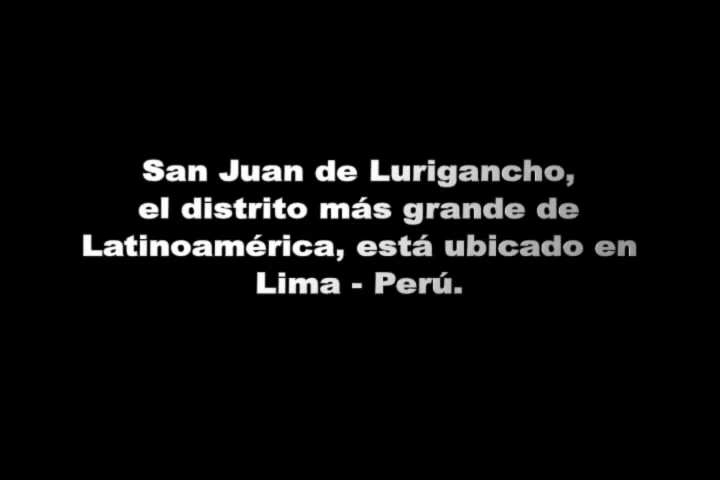 San Juan de Lurigancho,
el distrito más grande de
Latinoamérica, está ubicado en
Lima - Perú.